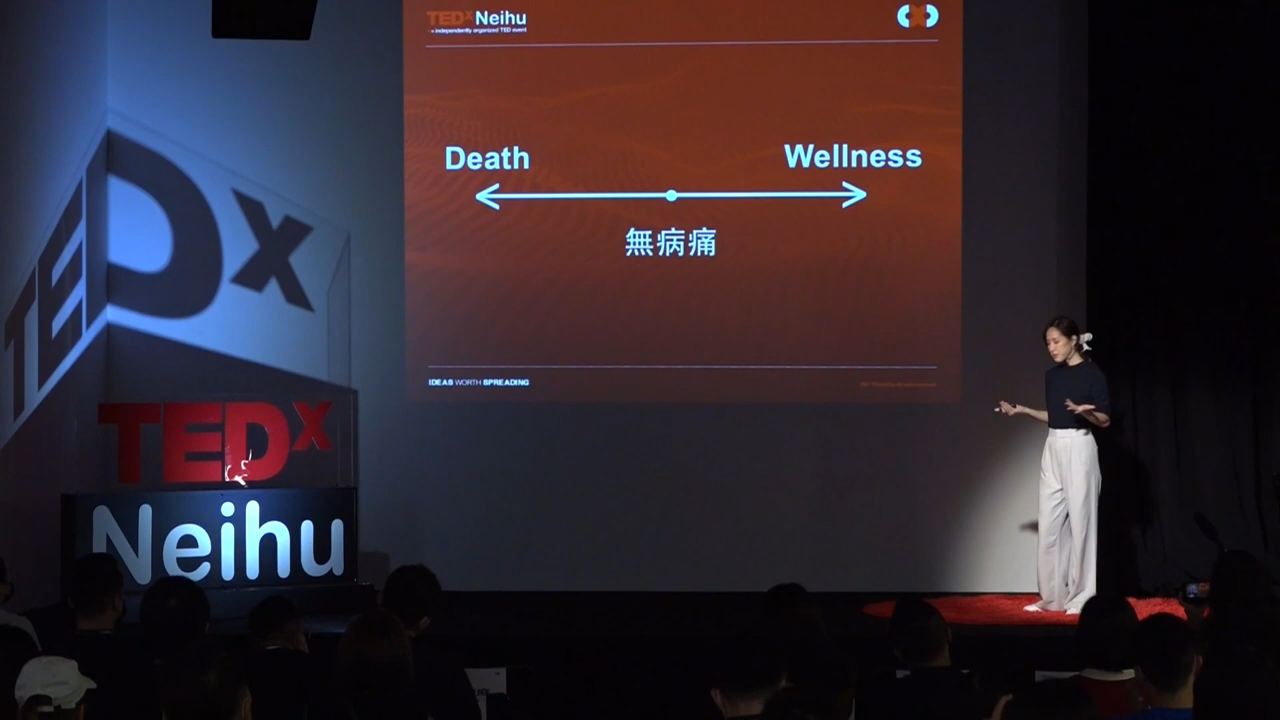 TEDx Neihu
x = independently organized TED event
Death
Wellness
無病痛
IDEAS WORTH SPREADING
TEDx
TEDx
Neihu